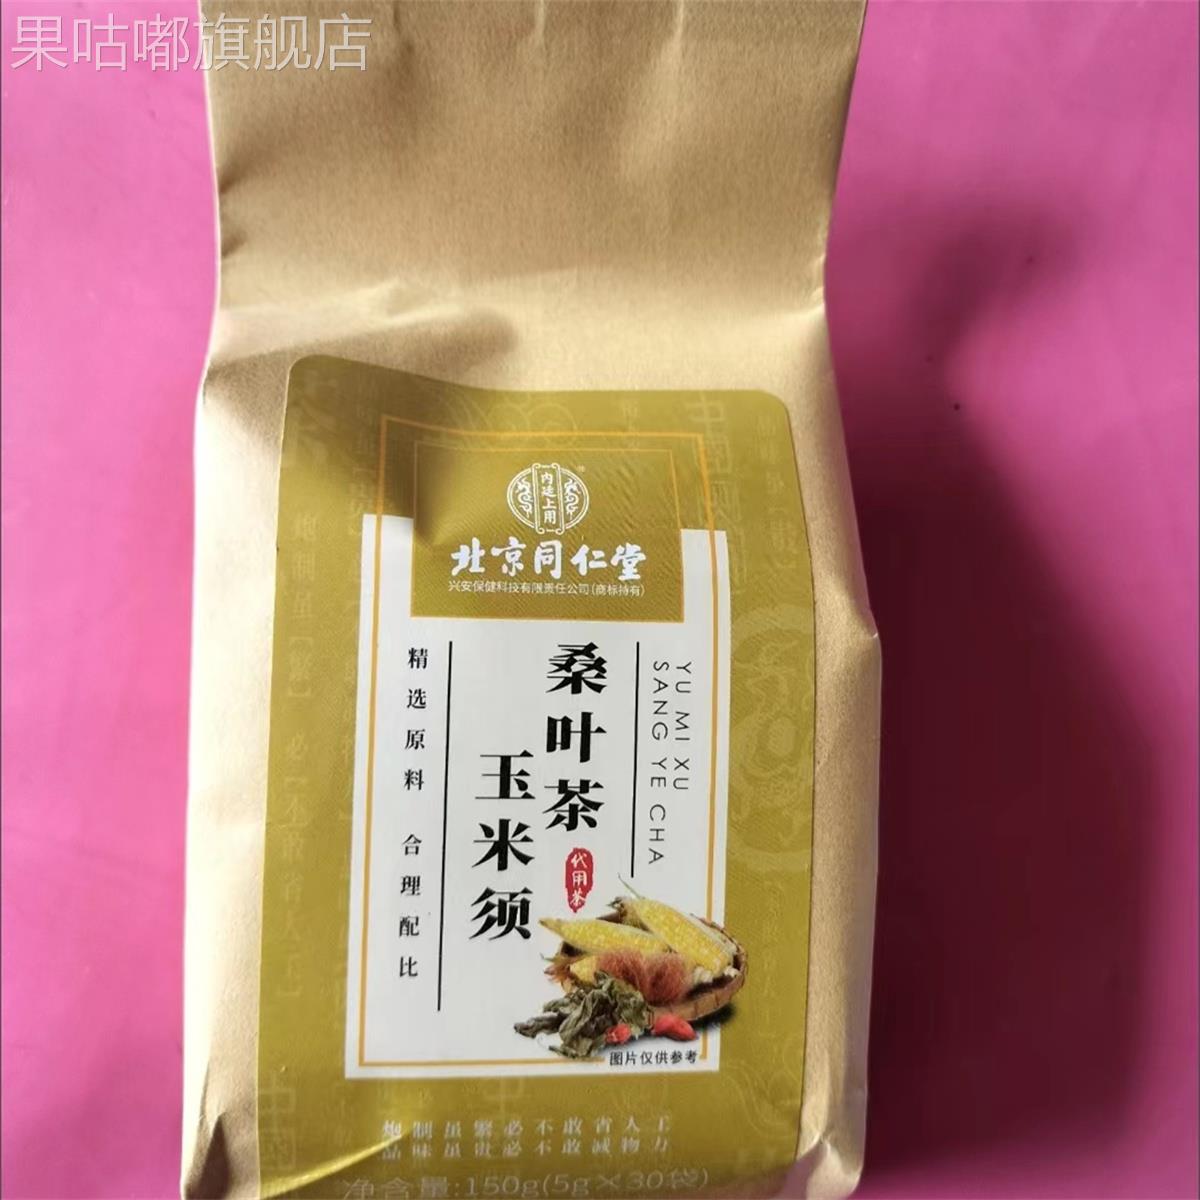 果咕嘟旗舰店
内廷上用
北京同仁堂
兴安保健科技有限责任公司(商标持有)
YU MI XU
SANG YE CHA
桑叶茶
玉米须
代用茶
精选原料 合理配比
图片仅供参考
炮制虽繁必不敢省人工
品味虽贵必不敢减物力
净含量:150g(5g×30袋)